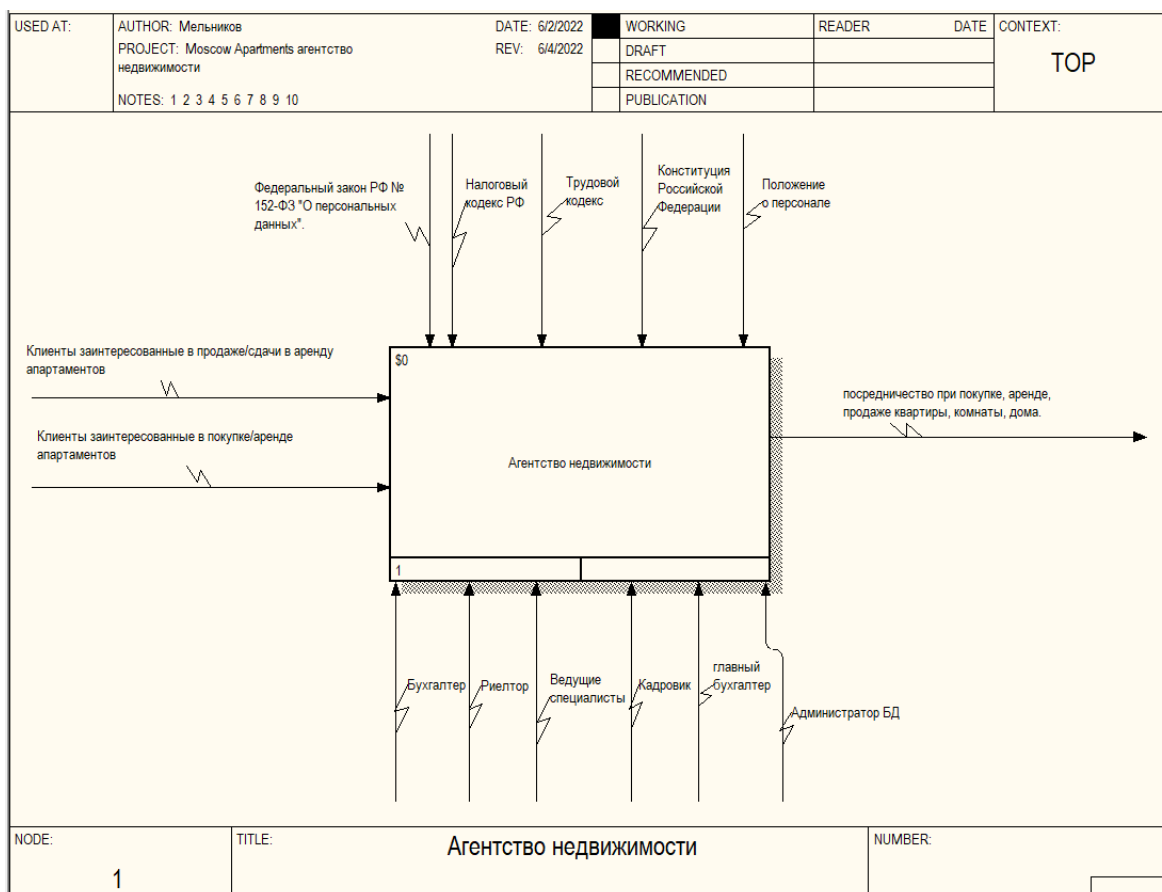 USED AT:
AUTHOR: Мельников
DATE: 6/2/2022
PROJECT: Moscow Apartments агентство
недвижимости
REV: 6/4/2022
NOTES: 1 2 3 4 5 6 7 8 9 10
WORKING
DRAFT
RECOMMENDED
PUBLICATION
READER
DATE
CONTEXT:
TOP
Федеральный закон РФ №
152-ФЗ "О персональных
данных".
Налоговый
кодекс РФ
Трудовой
кодекс
Конституция
Российской
Федерации
Положение
о персонале
Клиенты заинтересованные в продаже/сдачи в аренду
апартаментов
Клиенты заинтересованные в покупке/аренде
апартаментов
$0
Агентство недвижимости
1
посредничество при покупке, аренде,
продаже квартиры, комнаты, дома.
Бухгалтер
Риелтор
Ведущие
специалисты
Кадровик
главный
бухгалтер
Администратор БД
NODE:
1
TITLE:
Агентство недвижимости
NUMBER: